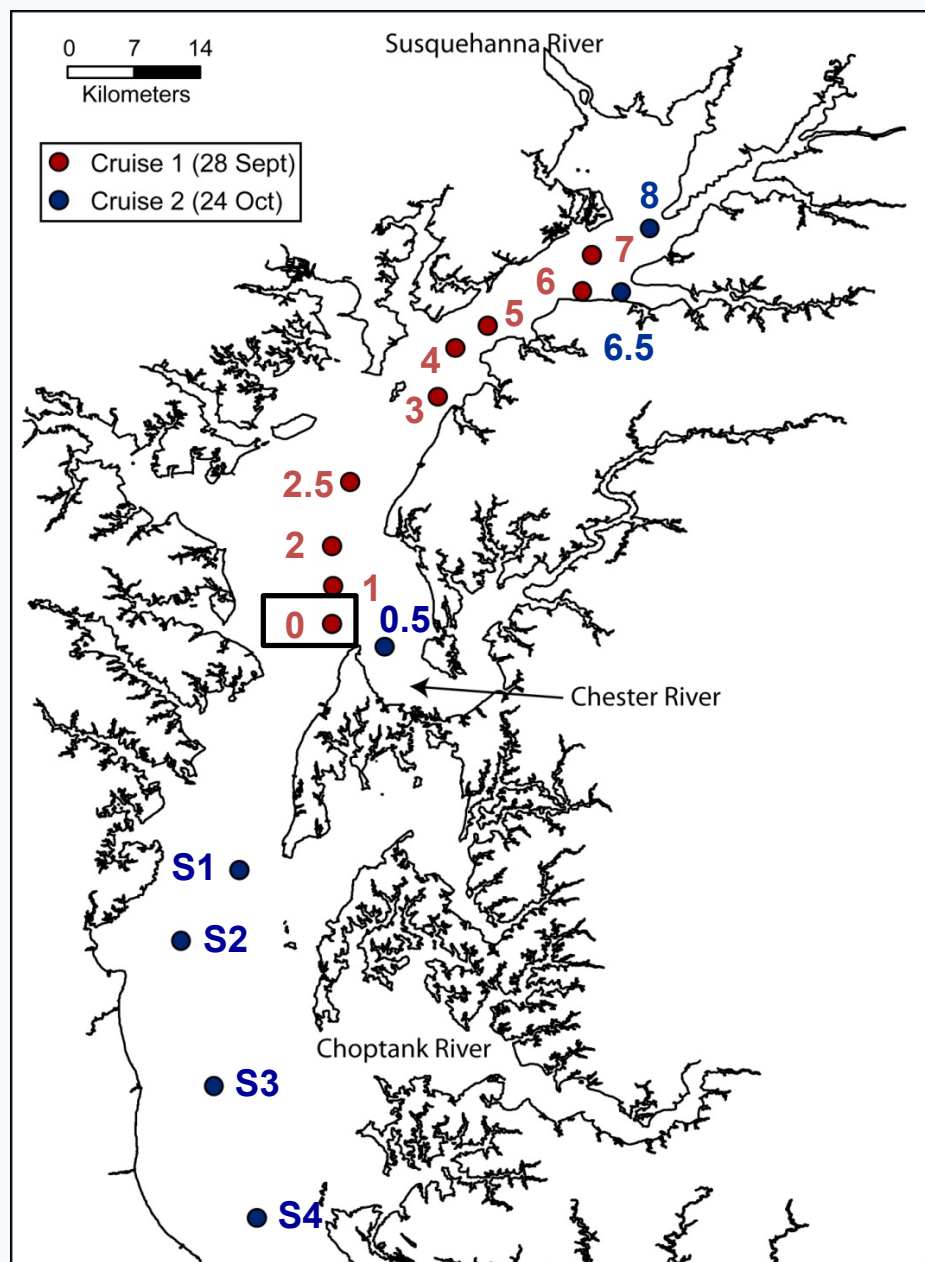 Susquehanna River
0 7 14
Kilometers
Cruise 1 (28 Sept)
Cruise 2 (24 Oct)
8
7
6
5
6.5
4
3
2.5
2
1
0
0.5
Chester River
S1
S2
Choptank River
S3
S4